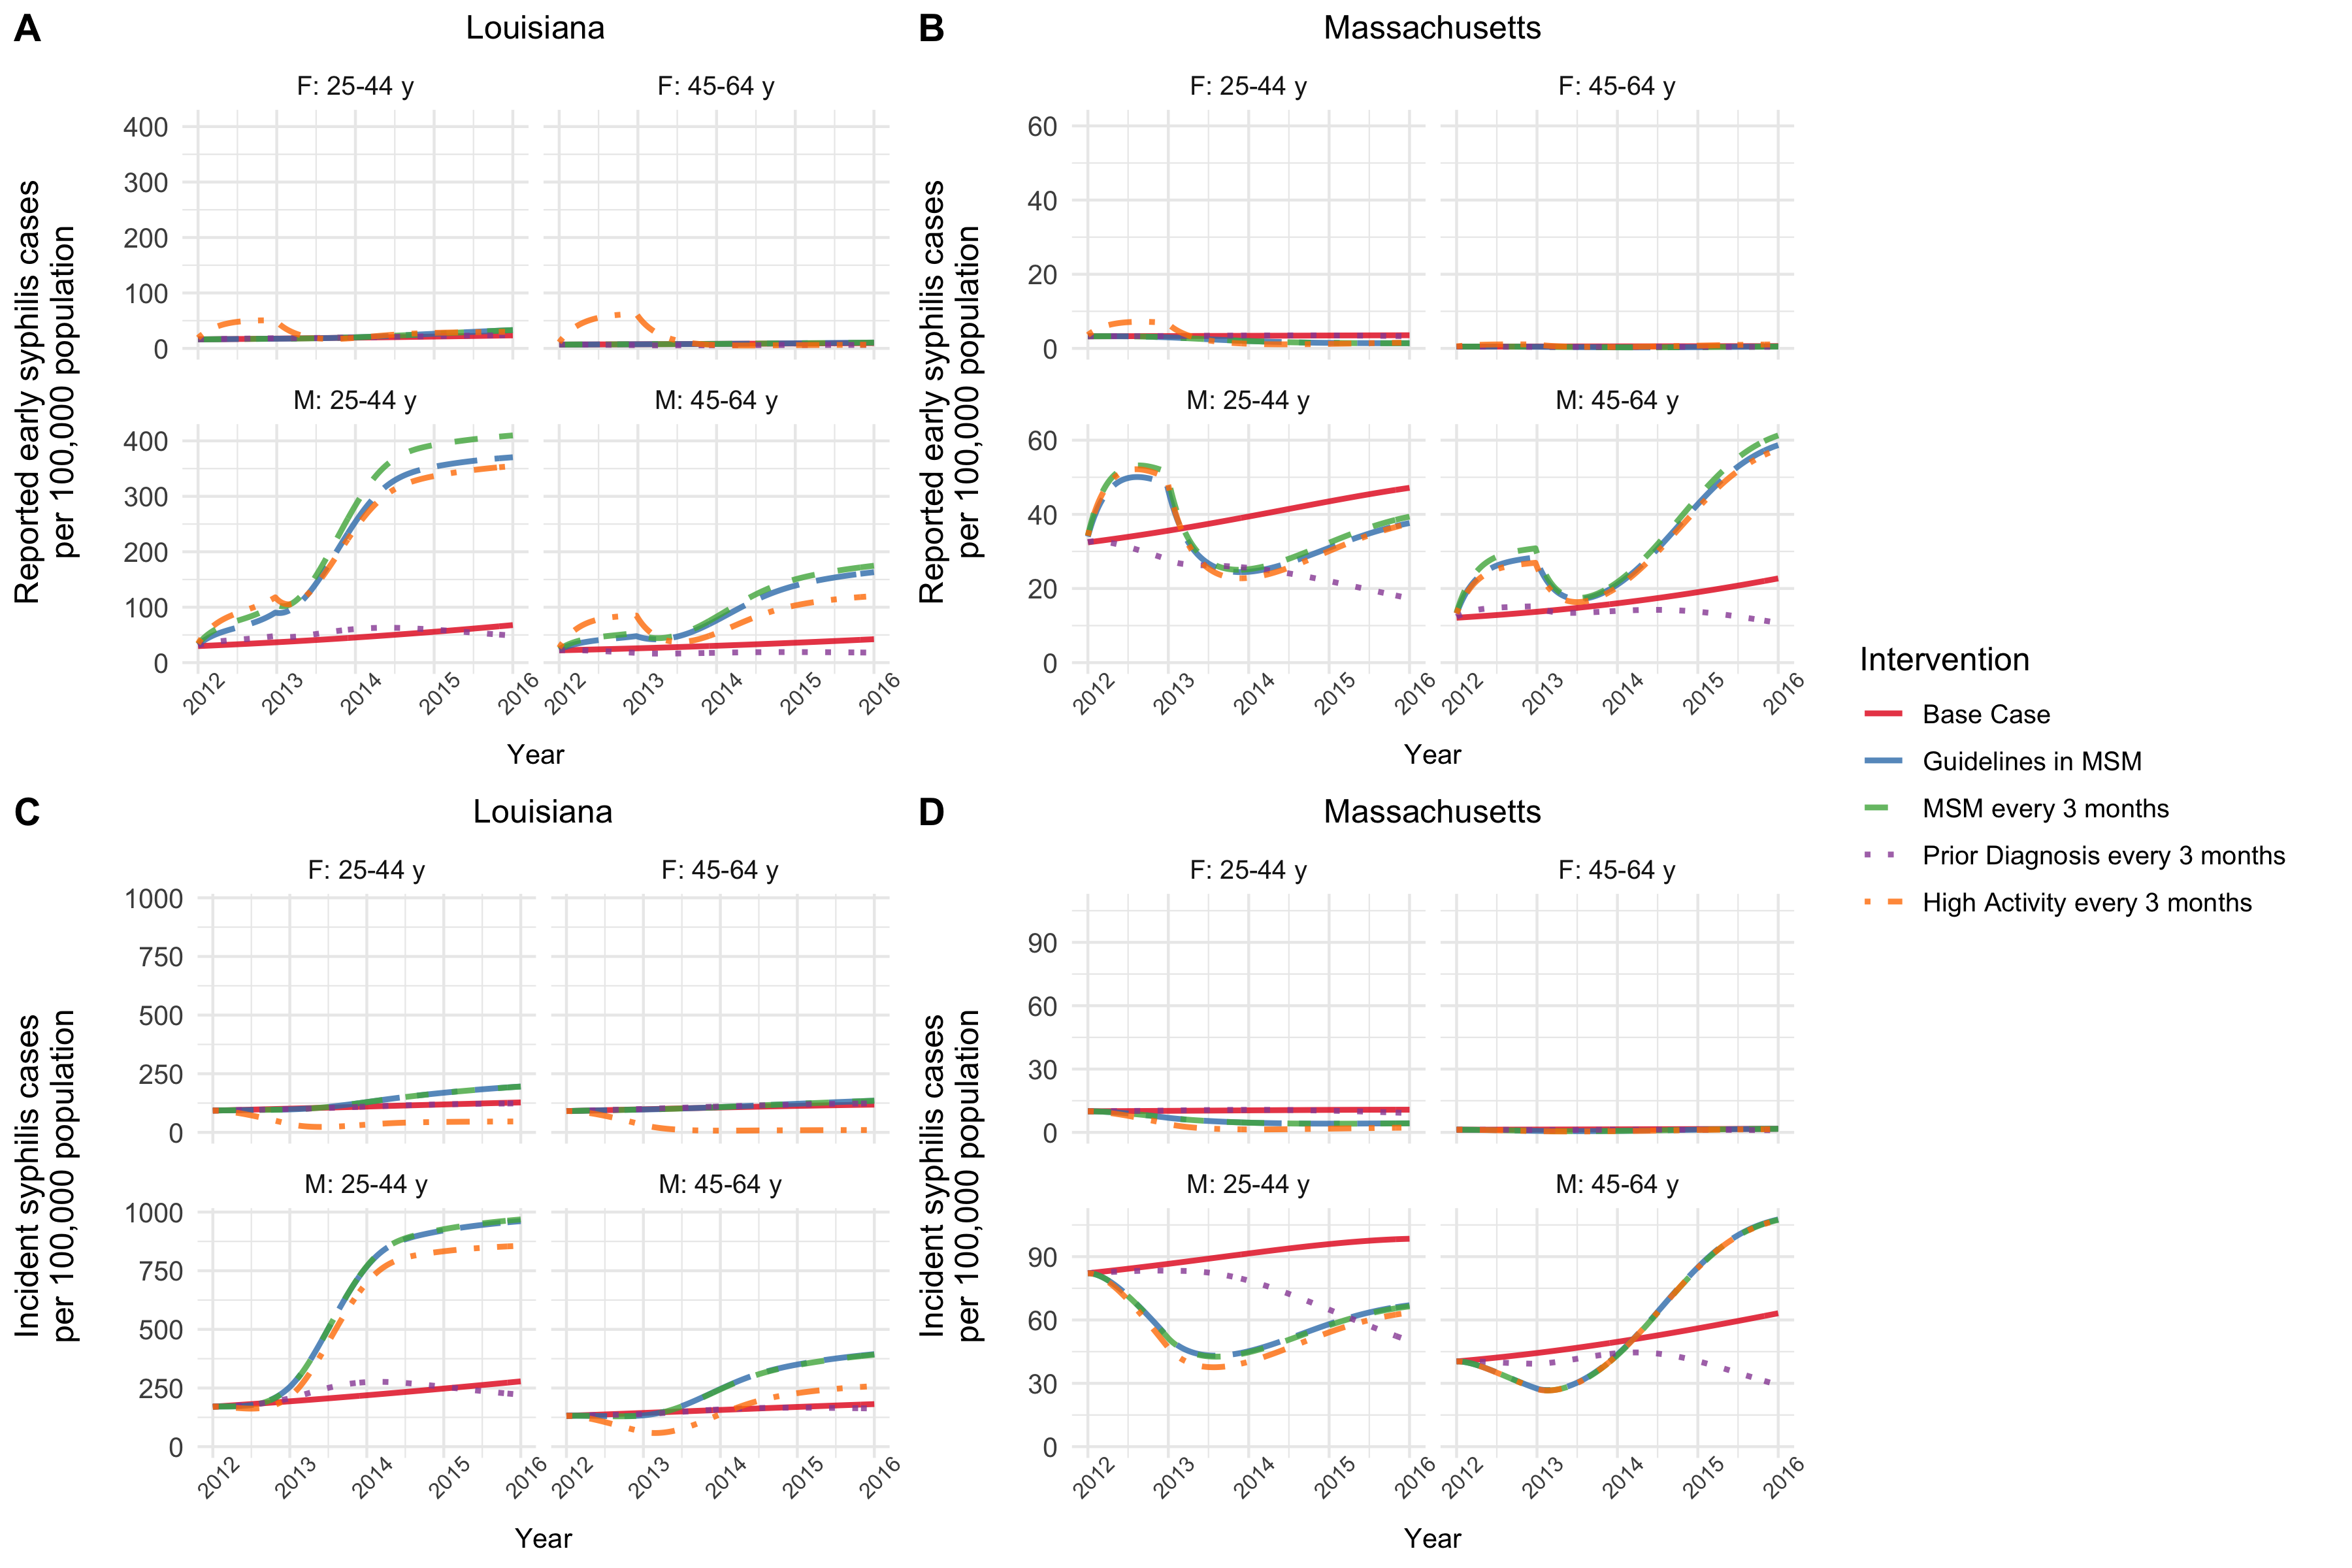 A
Louisiana
F: 25-44 y
F: 45-64 y
400
300
200
100
0
M: 25-44 y
M: 45-64 y
400
300
200
100
0
2012
2013
2014
2015
2016
2012
2013
2014
2015
2016
Reported early syphilis cases
per 100,000 population
Year
B
Massachusetts
F: 25-44 y
F: 45-64 y
60
40
20
0
M: 25-44 y
M: 45-64 y
60
40
20
0
2012
2013
2014
2015
2016
2012
2013
2014
2015
2016
Reported early syphilis cases
per 100,000 population
Year
C
Louisiana
F: 25-44 y
F: 45-64 y
1000
750
500
250
0
M: 25-44 y
M: 45-64 y
1000
750
500
250
0
2012
2013
2014
2015
2016
2012
2013
2014
2015
2016
Incident syphilis cases
per 100,000 population
Year
D
Massachusetts
F: 25-44 y
F: 45-64 y
90
60
30
0
M: 25-44 y
M: 45-64 y
90
60
30
0
2012
2013
2014
2015
2016
2012
2013
2014
2015
2016
Incident syphilis cases
per 100,000 population
Year
Intervention
Base Case
Guidelines in MSM
MSM every 3 months
Prior Diagnosis every 3 months
High Activity every 3 months